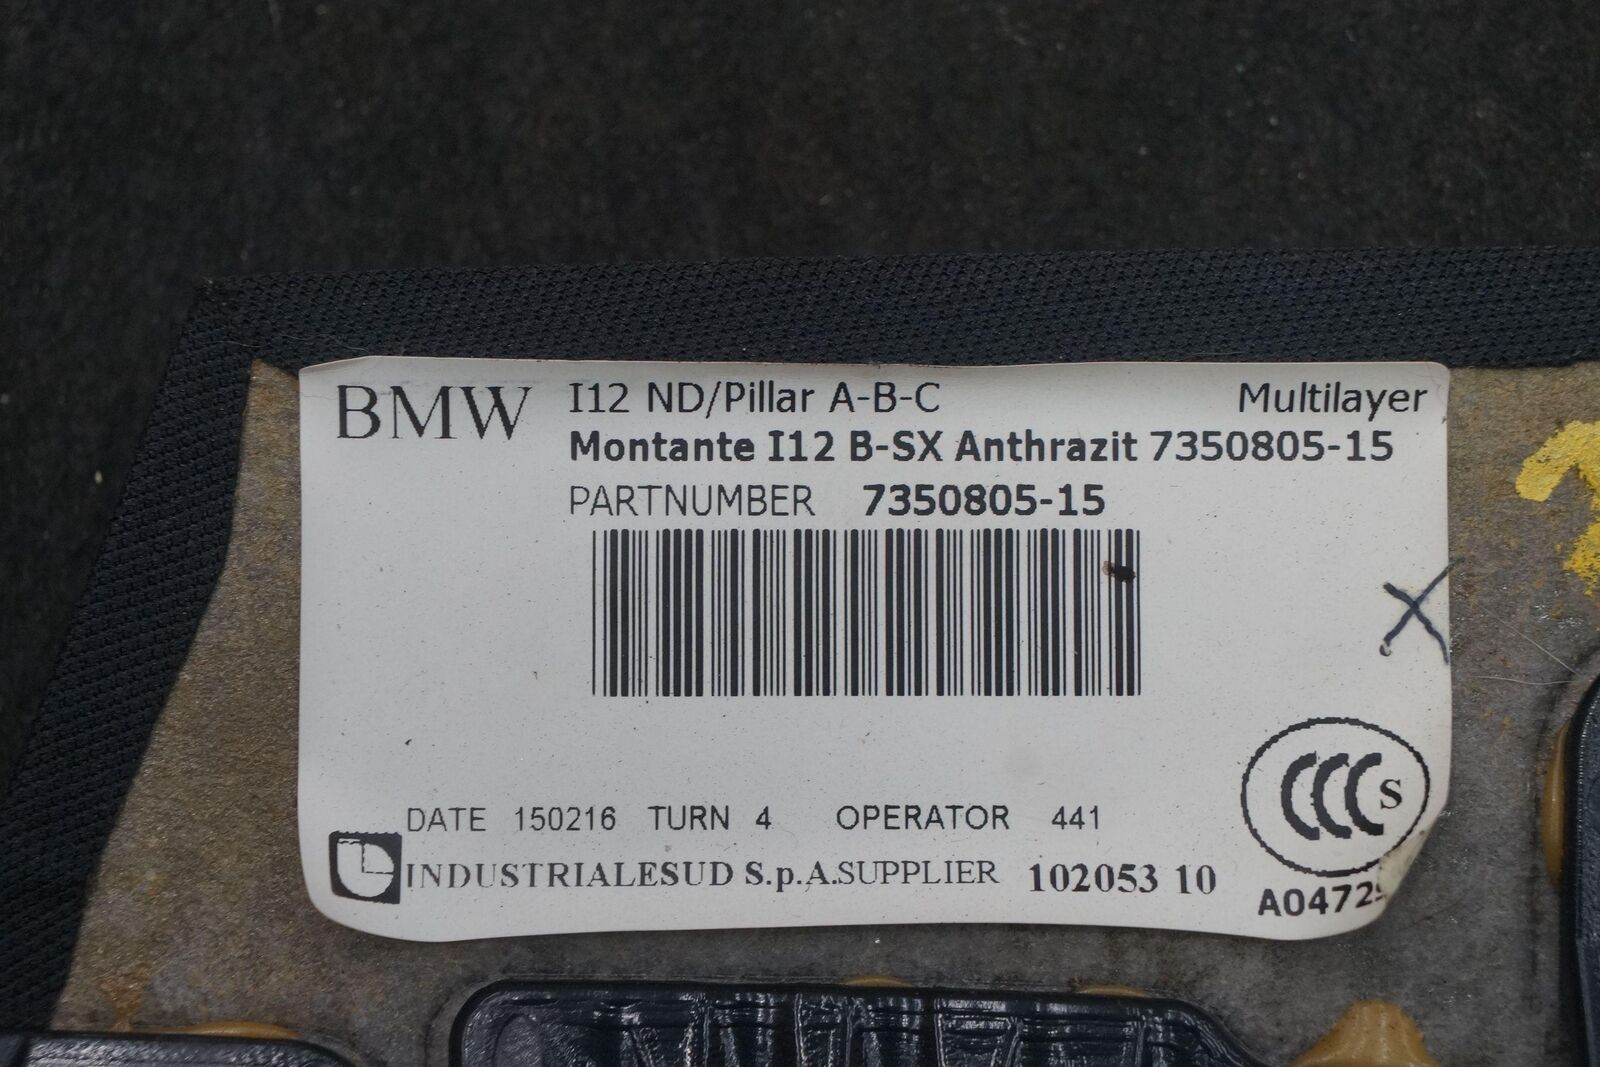 BMW I12 ND/Pillar A-B-C Multilayer
Montante I12 B-SX Anthrazit 7350805-15
PARTNUMBER 7350805-15
DATE 150216 TURN 4 OPERATOR 441
INDUSTRIALESUD S.p.A. SUPPLIER 102053 10
CCC S